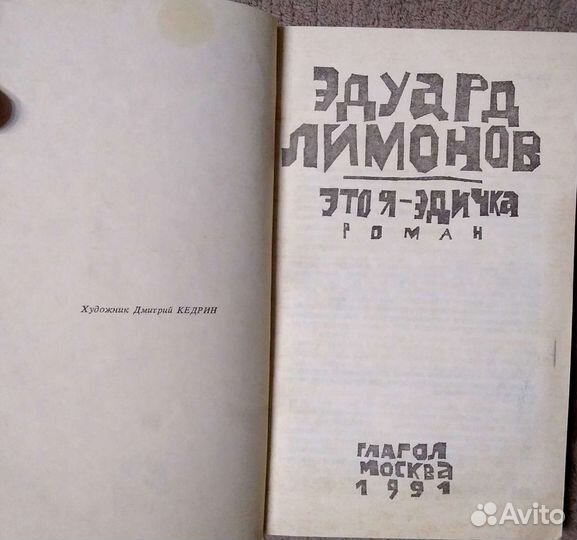 Художник Дмитрий КЕДРИН
ЭДУАРД
ЛИМОНОВ
ЭТО Я-ЭДИЧКА
РОМАН
ГЛАГОЛ
МОСКВА
1991
Avito